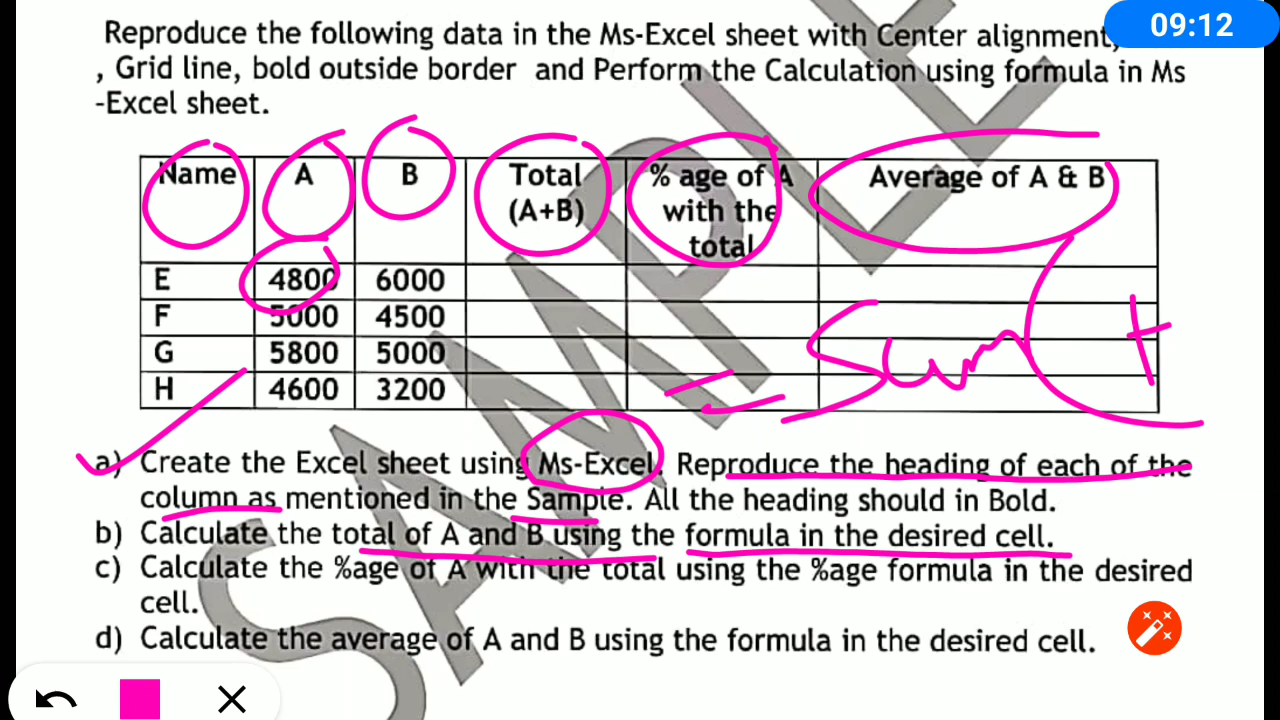 09:12
Reproduce the following data in the Ms-Excel sheet with Center alignment,
, Grid line, bold outside border and Perform the Calculation using formula in Ms
-Excel sheet.
Name A B Total (A+B) % age of A with the total Average of A & B
E 4800 6000
F 5000 4500
G 5800 5000
H 4600 3200
= Sum ( +
a) Create the Excel sheet using Ms-Excel. Reproduce the heading of each of the
column as mentioned in the Sample. All the heading should in Bold.
b) Calculate the total of A and B using the formula in the desired cell.
c) Calculate the %age of A with the total using the %age formula in the desired
cell.
d) Calculate the average of A and B using the formula in the desired cell.
SAMPLE